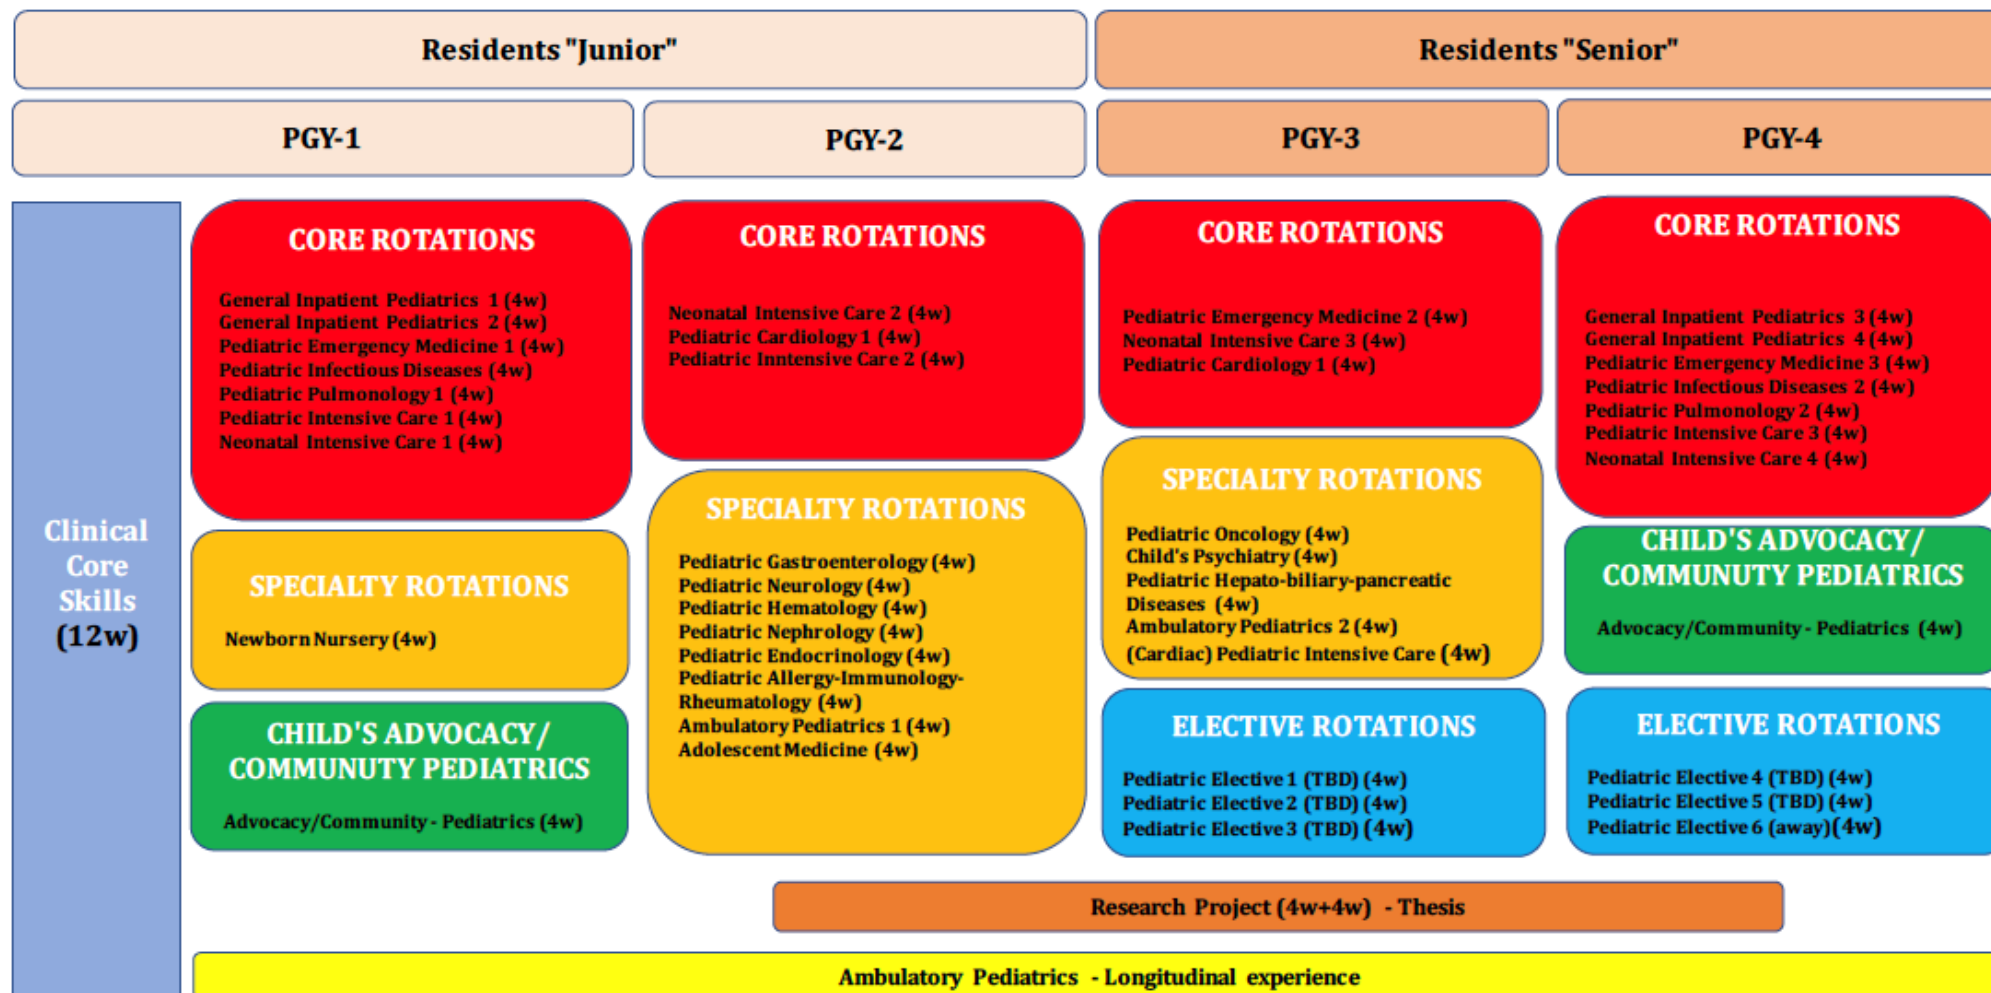 Residents "Junior"
Residents "Senior"
PGY-1
PGY-2
PGY-3
PGY-4
Clinical
Core
Skills
(12w)
CORE ROTATIONS
General Inpatient Pediatrics 1 (4w)
General Inpatient Pediatrics 2 (4w)
Pediatric Emergency Medicine 1 (4w)
Pediatric Infectious Diseases (4w)
Pediatric Pulmonology 1 (4w)
Pediatric Intensive Care 1 (4w)
Neonatal Intensive Care 1 (4w)
SPECIALTY ROTATIONS
Newborn Nursery (4w)
CHILD'S ADVOCACY/
COMMUNUTY PEDIATRICS
Advocacy/Community - Pediatrics (4w)
CORE ROTATIONS
Neonatal Intensive Care 2 (4w)
Pediatric Cardiology 1 (4w)
Pediatric Inntensive Care 2 (4w)
SPECIALTY ROTATIONS
Pediatric Gastroenterology (4w)
Pediatric Neurology (4w)
Pediatric Hematology (4w)
Pediatric Nephrology (4w)
Pediatric Endocrinology (4w)
Pediatric Allergy-Immunology-
Rheumatology (4w)
Ambulatory Pediatrics 1 (4w)
Adolescent Medicine (4w)
CORE ROTATIONS
Pediatric Emergency Medicine 2 (4w)
Neonatal Intensive Care 3 (4w)
Pediatric Cardiology 1 (4w)
SPECIALTY ROTATIONS
Pediatric Oncology (4w)
Child's Psychiatry (4w)
Pediatric Hepato-biliary-pancreatic
Diseases (4w)
Ambulatory Pediatrics 2 (4w)
(Cardiac) Pediatric Intensive Care (4w)
ELECTIVE ROTATIONS
Pediatric Elective 1 (TBD) (4w)
Pediatric Elective 2 (TBD) (4w)
Pediatric Elective 3 (TBD) (4w)
CORE ROTATIONS
General Inpatient Pediatrics 3 (4w)
General Inpatient Pediatrics 4 (4w)
Pediatric Emergency Medicine 3 (4w)
Pediatric Infectious Diseases 2 (4w)
Pediatric Pulmonology 2 (4w)
Pediatric Intensive Care 3 (4w)
Neonatal Intensive Care 4 (4w)
CHILD'S ADVOCACY/
COMMUNUTY PEDIATRICS
Advocacy/Community - Pediatrics (4w)
ELECTIVE ROTATIONS
Pediatric Elective 4 (TBD) (4w)
Pediatric Elective 5 (TBD) (4w)
Pediatric Elective 6 (away)(4w)
Research Project (4w+4w) - Thesis
Ambulatory Pediatrics - Longitudinal experience